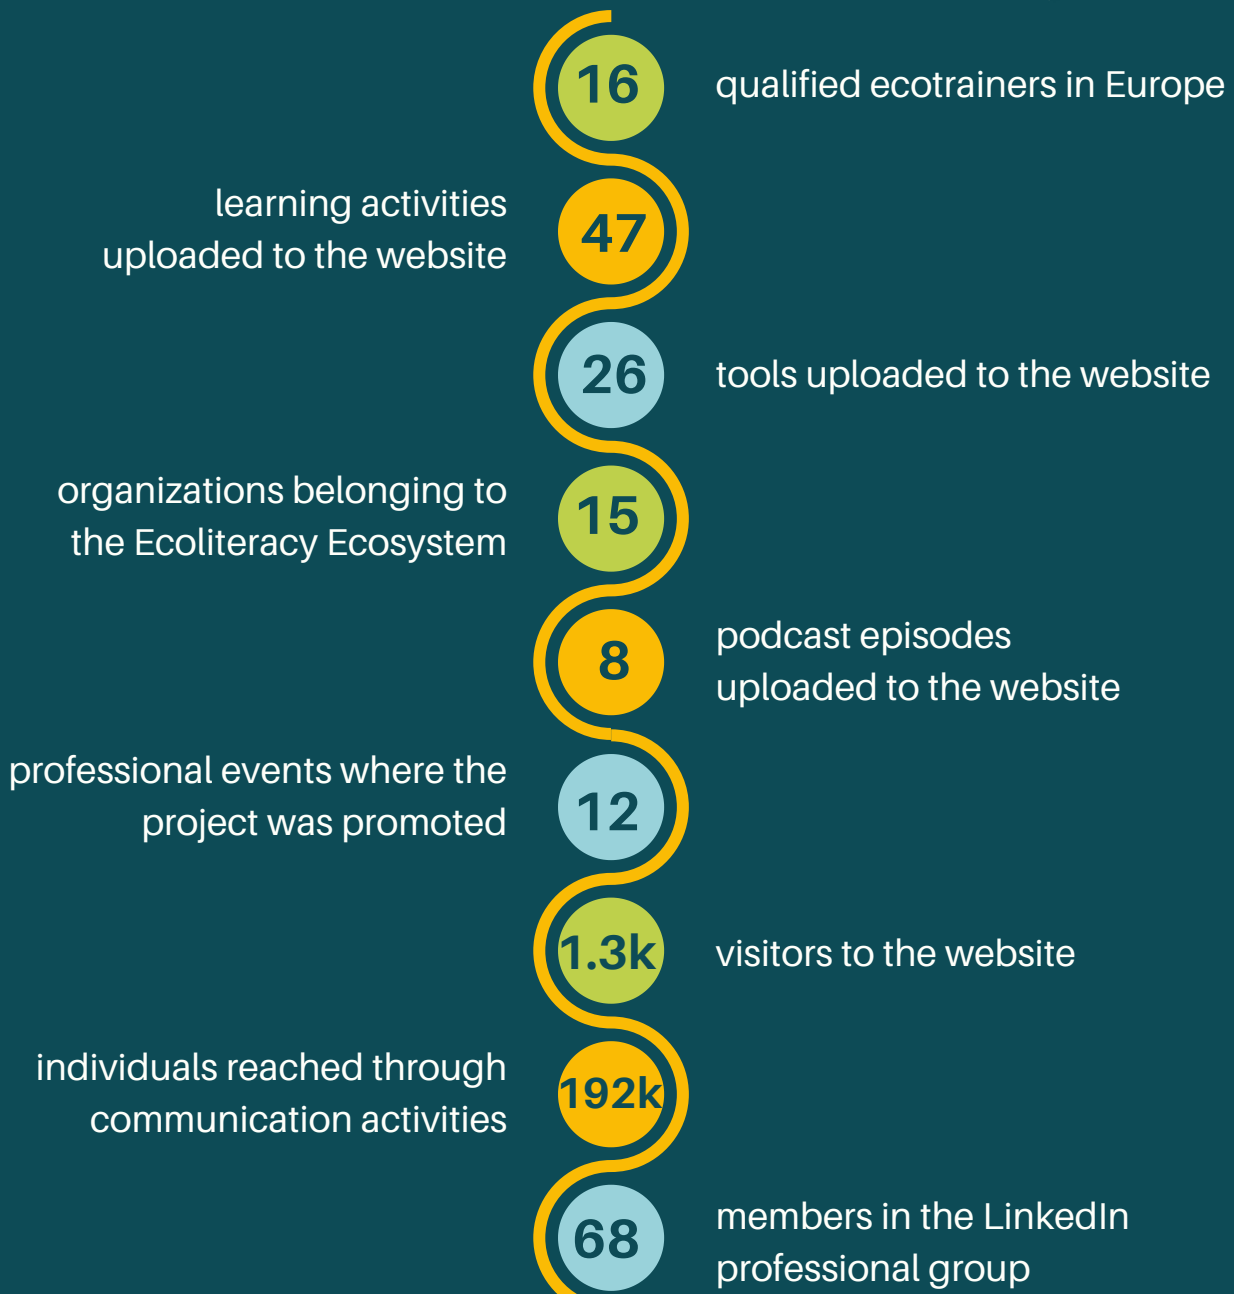 16
qualified ecotrainers in Europe
learning activities
uploaded to the website
47
26
tools uploaded to the website
organizations belonging to
the Ecoliteracy Ecosystem
15
8
podcast episodes
uploaded to the website
professional events where the
project was promoted
12
1.3k
visitors to the website
individuals reached through
communication activities
192k
68
members in the LinkedIn
professional group